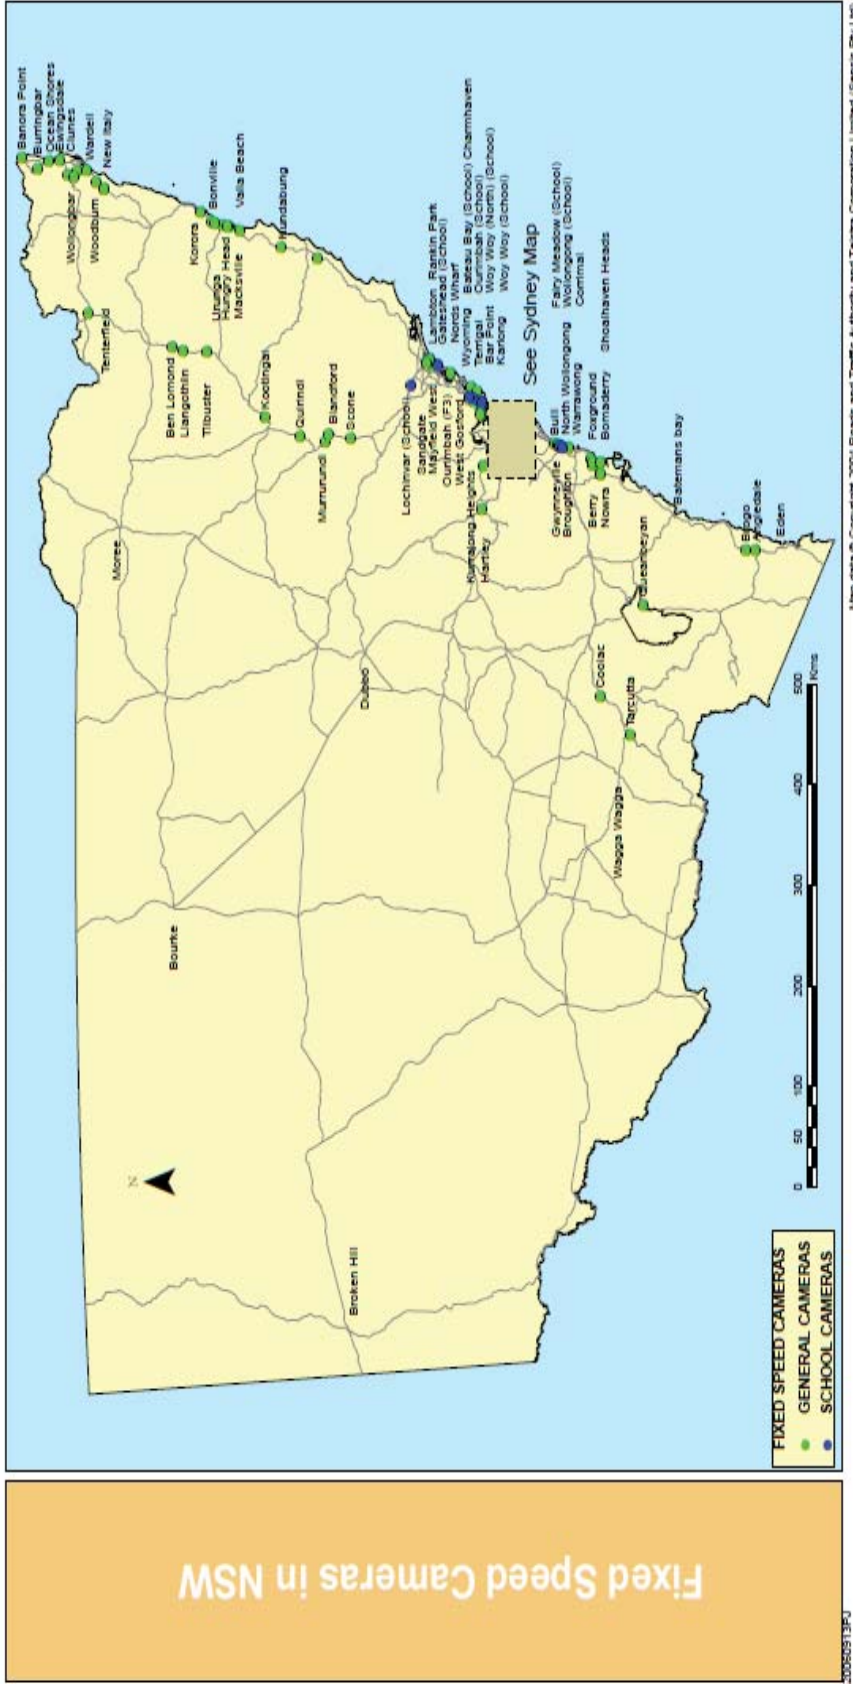 Fixed Speed Cameras in NSW
Banora Point
Burringbar
Ocean Shores
Ewingsdale
Clunes
Wardell
New Italy
Wollongbar
Woodburn
Tenterfield
Korora
Bonville
Urunga
Hungry Head
Valla Beach
Macksville
Kundabung
Ben Lomond
Llangothlin
Tilbuster
Kootingal
Quirindi
Blandford
Murrurundi
Scone
Moree
Bourke
Dubbo
Broken Hill
N
Lochinvar (School)
Sandgate
Mayfield West
Ourimbah (F3)
West Gosford
Lambton
Rankin Park
Gateshead (School)
Nords Wharf
Wyoming
Bateau Bay (School)
Charmhaven
Terrigal
Ourimbah (School)
Bar Point
Woy Woy (North) (School)
Kariong
Woy Woy (School)
Kurrajong Heights
Hartley
See Sydney Map
Bulli
Fairy Meadow (School)
North Wollongong
Wollongong (School)
Warrawong
Corrimal
Gwynneville
Broughton
Foxground
Bomaderry
Shoalhaven Heads
Berry
Nowra
Batemans bay
Queanbeyan
Coolac
Tarcutta
Wagga Wagga
Brogo
Angledale
Eden
0 50 100 200 300 400 500
Kms
FIXED SPEED CAMERAS
GENERAL CAMERAS
SCHOOL CAMERAS
20060913PJ